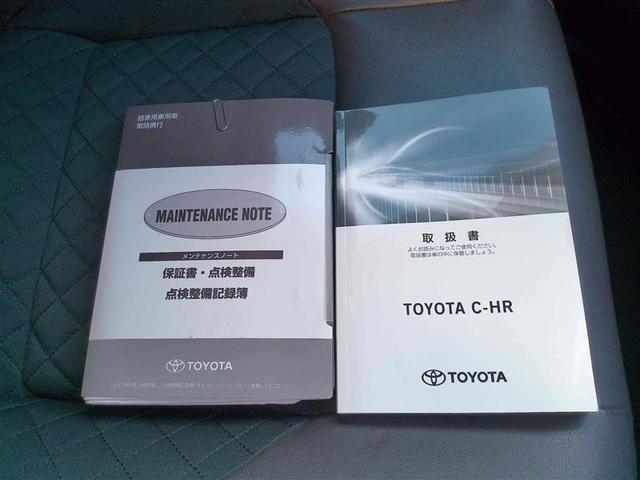 自家用乗用車
常時携行
MAINTENANCE NOTE
メンテナンスノート
保証書・点検整備
点検整備記録簿
TOYOTA
取扱書
よくお読みになってご使用ください。
取扱書は車の中に保管しましょう。
TOYOTA C-HR
TOYOTA